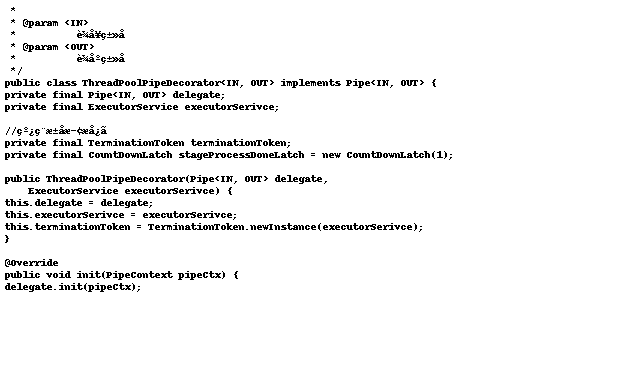 *
* @param <IN>
* è¾å¥ç±»å
* @param <OUT>
* è¾åºç±»å
*/
public class ThreadPoolPipeDecorator<IN, OUT> implements Pipe<IN, OUT> {
private final Pipe<IN, OUT> delegate;
private final ExecutorService executorSerivce;

//çº¿ç¨æ±åæ­¢æ å¿ã
private final TerminationToken terminationToken;
private final CountDownLatch stageProcessDoneLatch = new CountDownLatch(1);

public ThreadPoolPipeDecorator(Pipe<IN, OUT> delegate,
ExecutorService executorSerivce) {
this.delegate = delegate;
this.executorSerivce = executorSerivce;
this.terminationToken = TerminationToken.newInstance(executorSerivce);
}

@Override
public void init(PipeContext pipeCtx) {
delegate.init(pipeCtx);